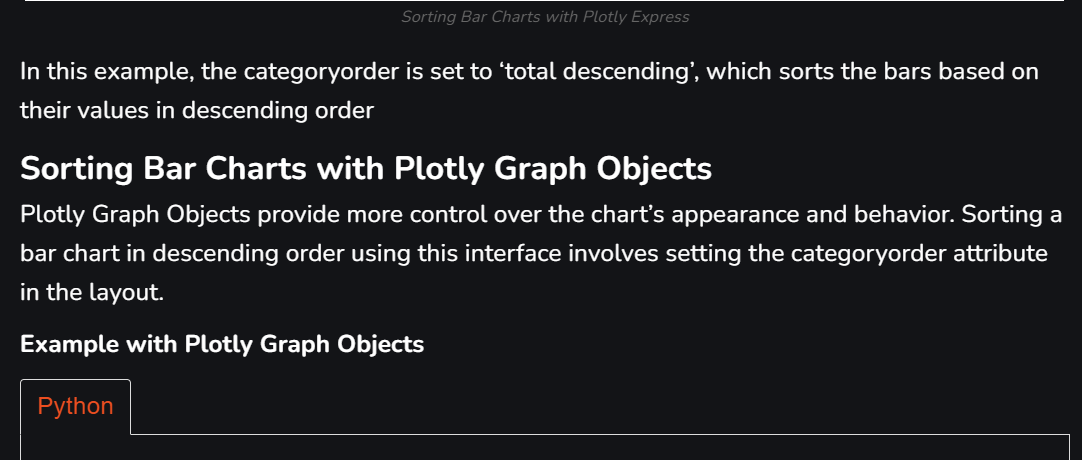 Sorting Bar Charts with Plotly Express
In this example, the categoryorder is set to ‘total descending’, which sorts the bars based on
their values in descending order
Sorting Bar Charts with Plotly Graph Objects
Plotly Graph Objects provide more control over the chart’s appearance and behavior. Sorting a
bar chart in descending order using this interface involves setting the categoryorder attribute
in the layout.
Example with Plotly Graph Objects
Python